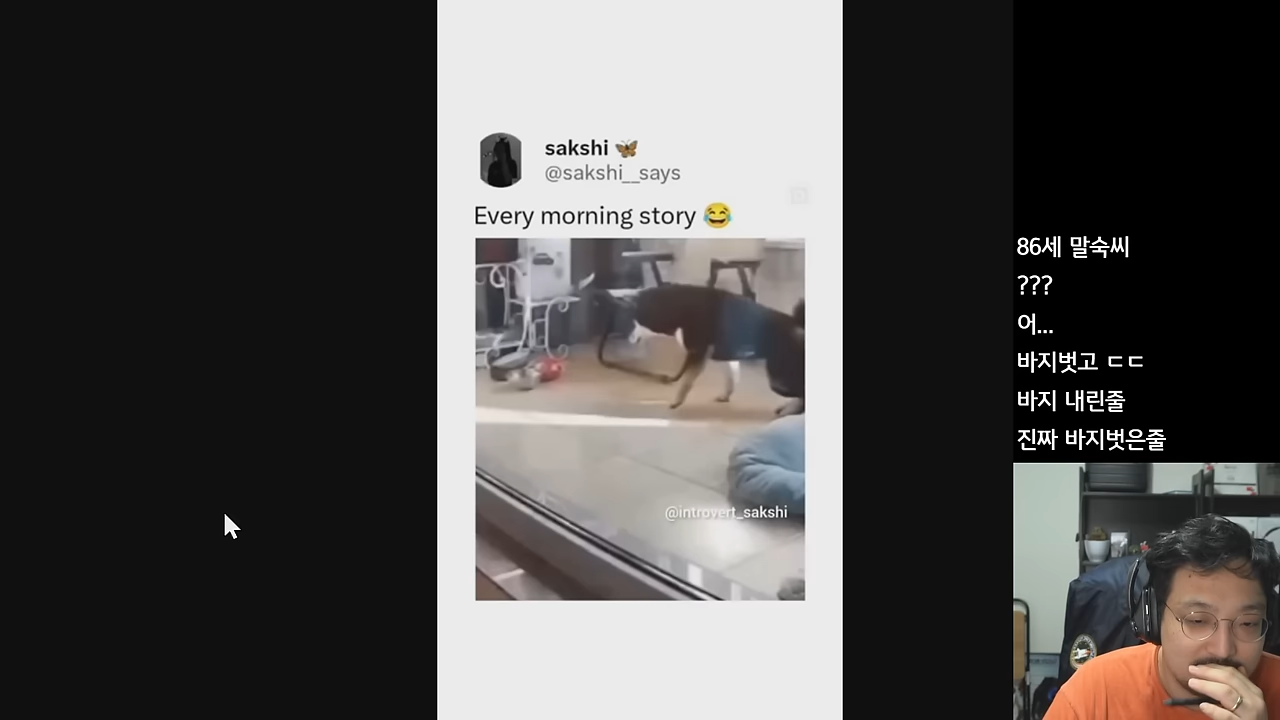 sakshi 🦋
@sakshi__says
Every morning story 😂
@introvert_sakshi
86세 말숙씨
???
어...
바지벗고 ㄷㄷ
바지 내린줄
진짜 바지벗은줄